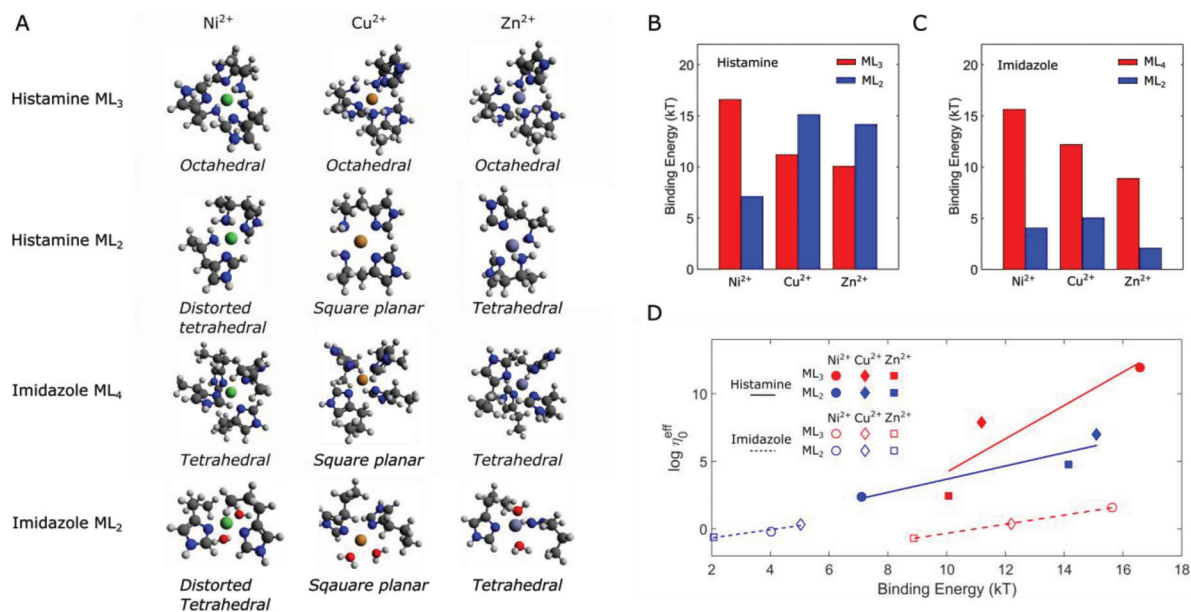 A
Ni²⁺ Cu²⁺ Zn²⁺
Histamine ML₃
Octahedral Octahedral Octahedral
Histamine ML₂
Distorted tetrahedral Square planar Tetrahedral
Imidazole ML₄
Tetrahedral Square planar Tetrahedral
Imidazole ML₂
Distorted Tetrahedral Sqauare planar Tetrahedral
B
Histamine
ML₃
ML₂
Binding Energy (kT)
20
15
10
5
0
Ni²⁺ Cu²⁺ Zn²⁺
C
Imidazole
ML₄
ML₂
Binding Energy (kT)
20
15
10
5
0
Ni²⁺ Cu²⁺ Zn²⁺
D
Ni²⁺ Cu²⁺ Zn²⁺
Histamine
ML₃
ML₂
Ni²⁺ Cu²⁺ Zn²⁺
Imidazole
ML₃
ML₂
log η₀ᵉᶠᶠ
10
5
0
2 4 6 8 10 12 14 16 18
Binding Energy (kT)